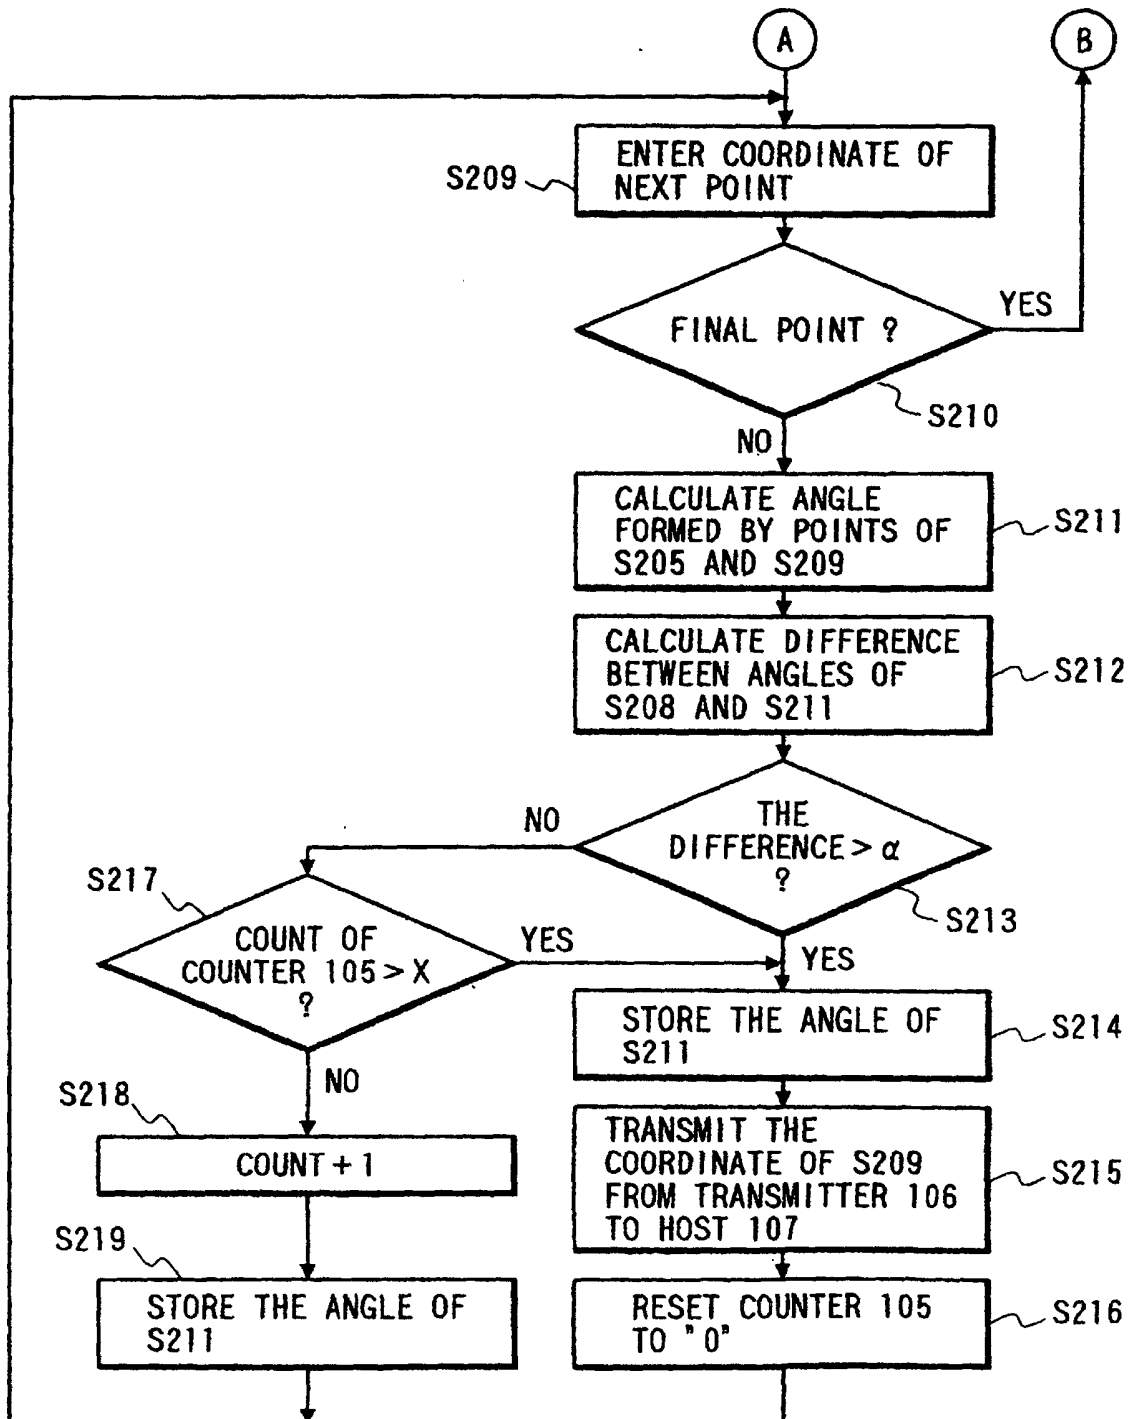 A
B
ENTER COORDINATE OF
NEXT POINT
S209
FINAL POINT ?
YES
S210
NO
CALCULATE ANGLE
FORMED BY POINTS OF
S205 AND S209
S211
CALCULATE DIFFERENCE
BETWEEN ANGLES OF
S208 AND S211
S212
THE
DIFFERENCE > α
?
NO
S213
YES
S217
COUNT OF
COUNTER 105 > X
?
YES
NO
STORE THE ANGLE OF
S211
S214
S218
COUNT + 1
TRANSMIT THE
COORDINATE OF S209
FROM TRANSMITTER 106
TO HOST 107
S215
S219
STORE THE ANGLE OF
S211
RESET COUNTER 105
TO "0"
S216